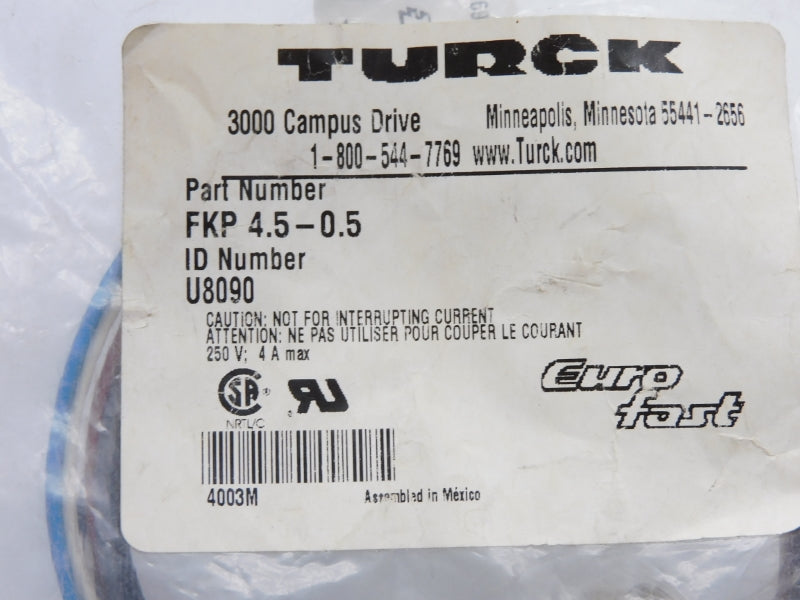 TURCK
3000 Campus Drive Minneapolis, Minnesota 55441-2656
1-800-544-7769 www.Turck.com
Part Number
FKP 4.5-0.5
ID Number
U8090
CAUTION: NOT FOR INTERRUPTING CURRENT
ATTENTION: NE PAS UTILISER POUR COUPER LE COURANT
250 V; 4 A max
SA ® RU
NRTL/C
Euro
fast
4003M Assembled in México